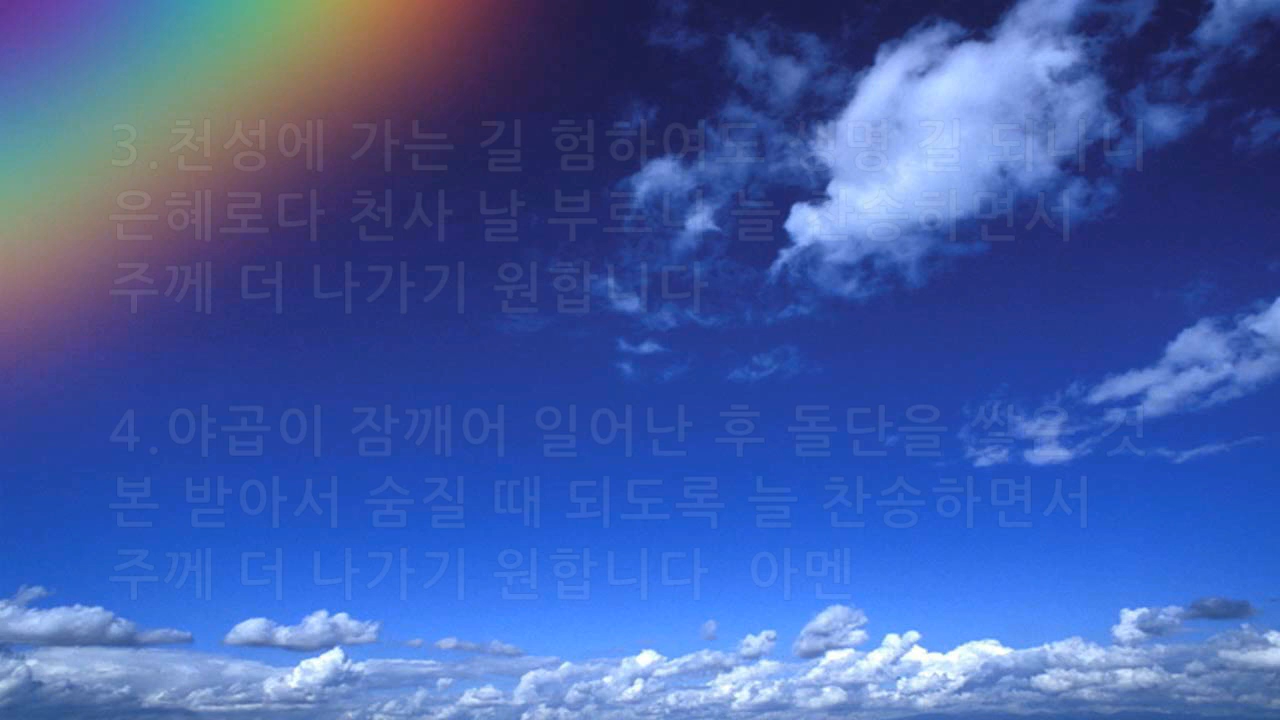 3.천성에 가는 길 험하여도 생명 길 되나니
은혜로다 천사 날 부르니 늘 찬송하면서
주께 더 나가기 원합니다
4.야곱이 잠깨어 일어난 후 돌단을 쌓은 것
본 받아서 숨질 때 되도록 늘 찬송하면서
주께 더 나가기 원합니다 아멘